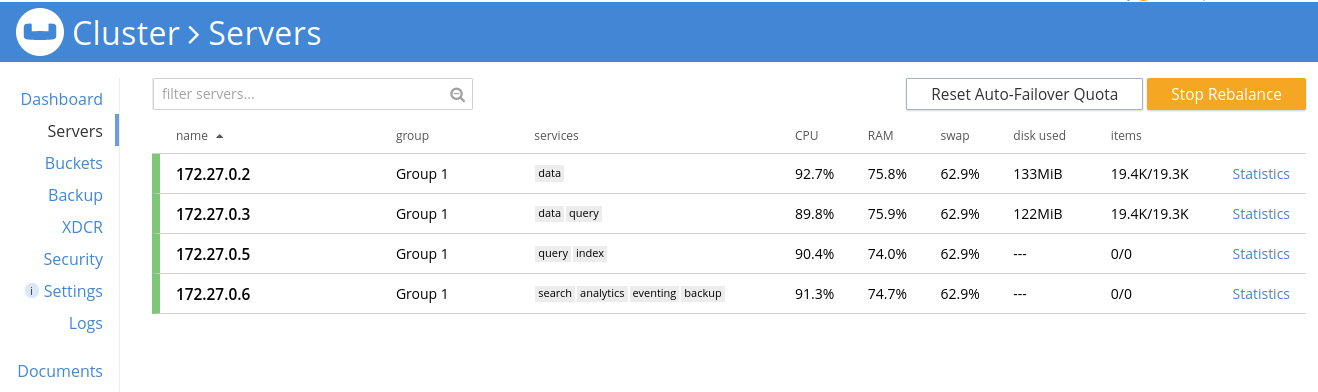 Cluster > Servers
filter servers...
Reset Auto-Failover Quota
Stop Rebalance
Dashboard
Servers
Buckets
Backup
XDCR
Security
i Settings
Logs
Documents
name group services CPU RAM swap disk used items
172.27.0.2 Group 1 data 92.7% 75.8% 62.9% 133MiB 19.4K/19.3K Statistics
172.27.0.3 Group 1 data query 89.8% 75.9% 62.9% 122MiB 19.4K/19.3K Statistics
172.27.0.5 Group 1 query index 90.4% 74.0% 62.9% --- 0/0 Statistics
172.27.0.6 Group 1 search analytics eventing backup 91.3% 74.7% 62.9% --- 0/0 Statistics